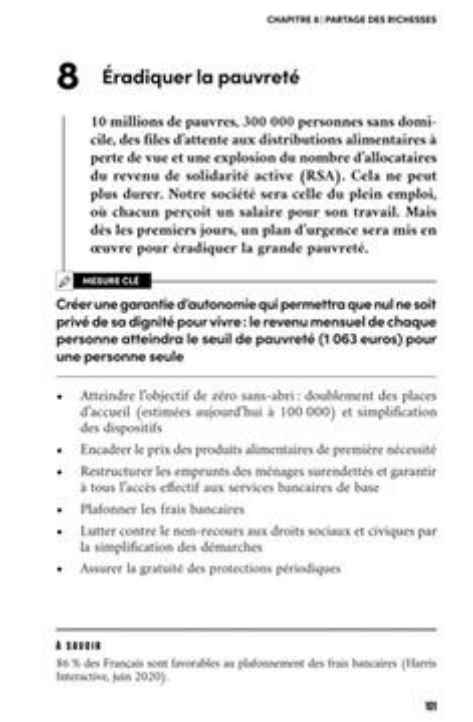 CHAPITRE 6 : PARTAGE DES RICHESSES
8 Éradiquer la pauvreté
10 millions de pauvres, 300 000 personnes sans domi-
cile, des files d'attente aux distributions alimentaires à
perte de vue et une explosion du nombre d'allocataires
du revenu de solidarité active (RSA). Cela ne peut
plus durer. Notre société sera celle du plein emploi,
où chacun perçoit un salaire pour son travail. Mais
dès les premiers jours, un plan d'urgence sera mis en
œuvre pour éradiquer la grande pauvreté.
MESURE CLÉ
Créer une garantie d'autonomie qui permettra que nul ne soit
privé de sa dignité pour vivre : le revenu mensuel de chaque
personne atteindra le seuil de pauvreté (1 063 euros) pour
une personne seule
• Atteindre l'objectif de zéro sans-abri : doublement des places
d'accueil (estimées aujourd'hui à 100 000) et simplification
des dispositifs
• Encadrer le prix des produits alimentaires de première nécessité
• Restructurer les emprunts des ménages surendettés et garantir
à tous l'accès effectif aux services bancaires de base
• Plafonner les frais bancaires
• Lutter contre le non-recours aux droits sociaux et civiques par
la simplification des démarches
• Assurer la gratuité des protections périodiques
À SAVOIR
86 % des Français sont favorables au plafonnement des frais bancaires (Harris
Interactive, juin 2020).
101